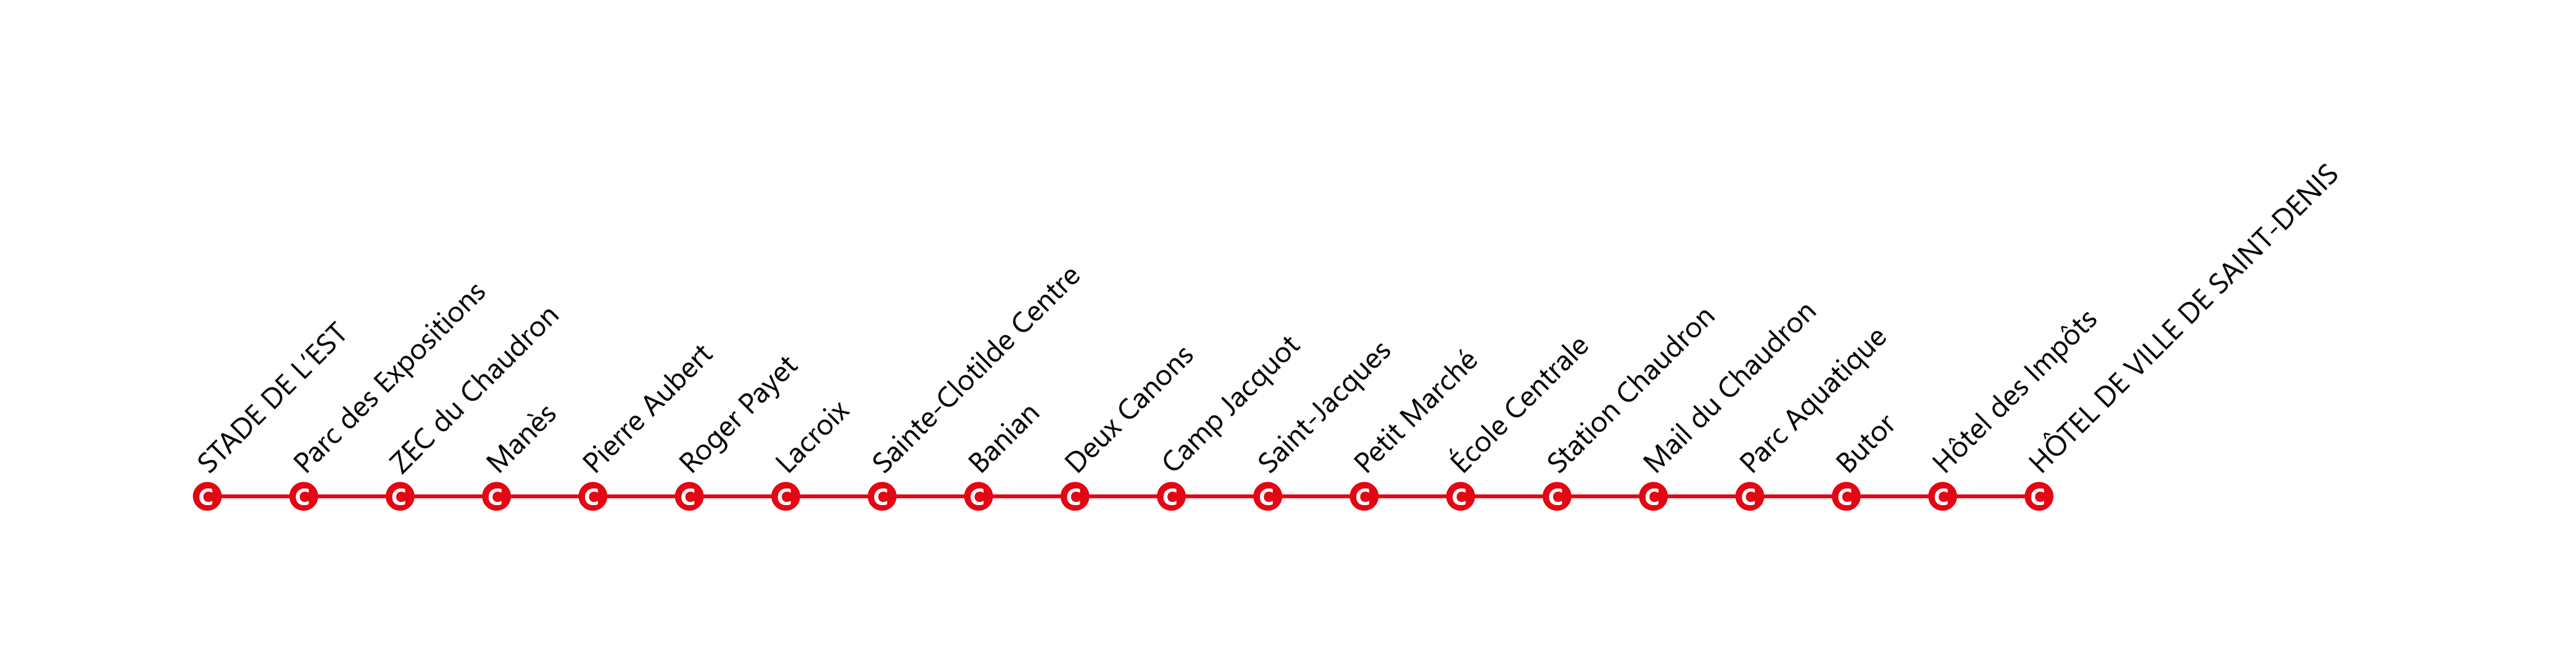 STADE DE L’EST
Parc des Expositions
ZEC du Chaudron
Manès
Pierre Aubert
Roger Payet
Lacroix
Sainte-Clotilde Centre
Banian
Deux Canons
Camp Jacquot
Saint-Jacques
Petit Marché
École Centrale
Station Chaudron
Mail du Chaudron
Parc Aquatique
Butor
Hôtel des Impôts
HÔTEL DE VILLE DE SAINT-DENIS
C C C C C C C C C C C C C C C C C C C C